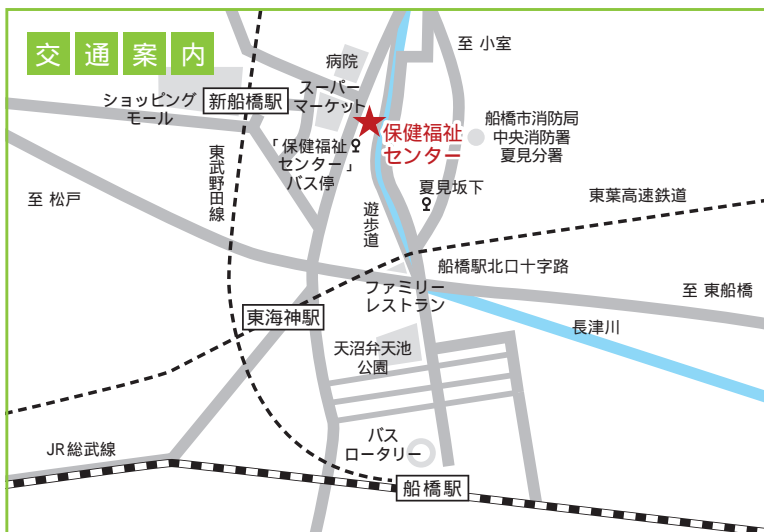 交通案内
至 小室
病院
スーパー
マーケット
ショッピング
モール
新船橋駅
保健福祉
センター
船橋市消防局
中央消防署
夏見分署
「保健福祉
センター」
バス停
東武野田線
夏見坂下
至 松戸
遊歩道
東葉高速鉄道
船橋駅北口十字路
ファミリー
レストラン
至 東船橋
東海神駅
長津川
天沼弁天池
公園
バス
ロータリー
JR総武線
船橋駅